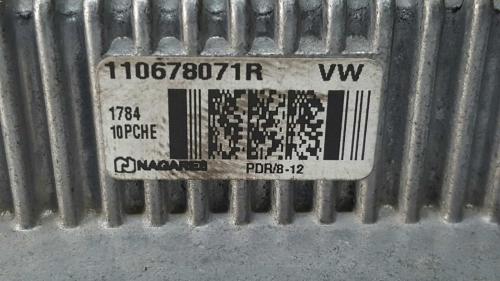 110678071R VW
1784
10PCHE
NAGARES PDR/8-12